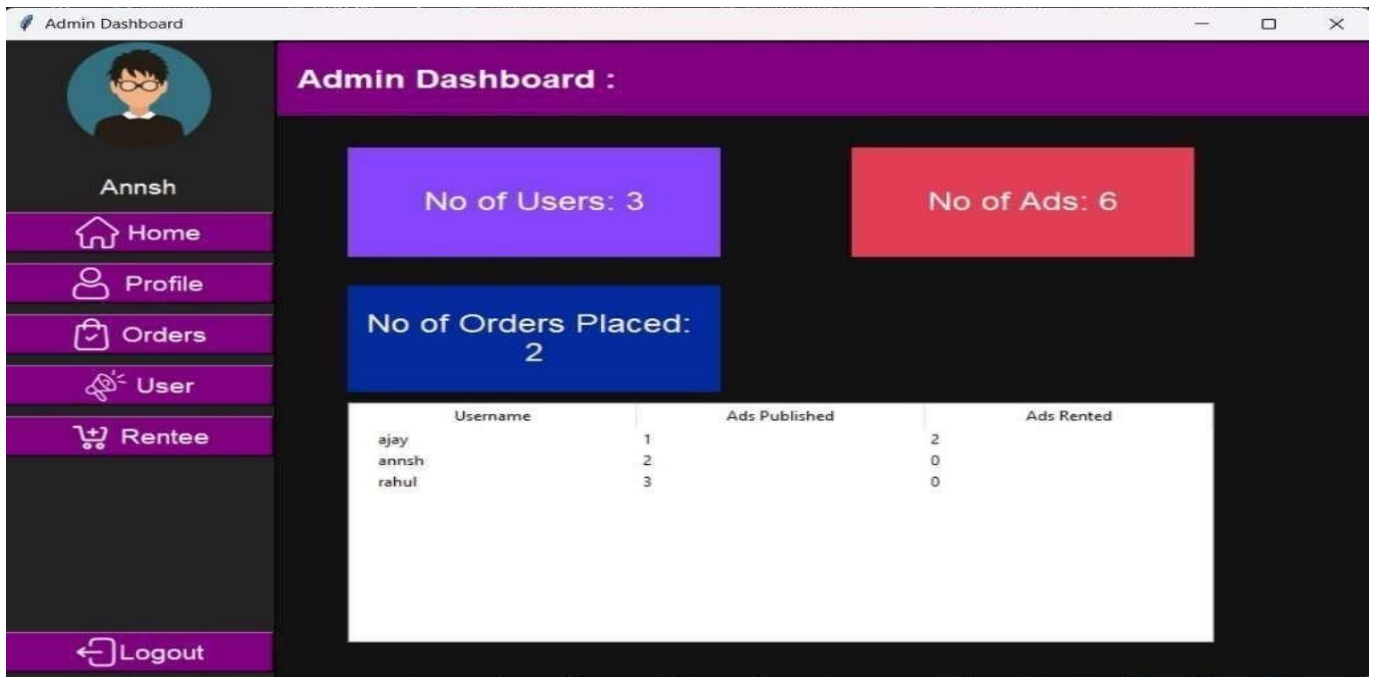 Admin Dashboard
Annsh
Home
Profile
Orders
User
Rentee
Logout
Admin Dashboard :
No of Users: 3
No of Ads: 6
No of Orders Placed:
2
Username Ads Published Ads Rented
ajay 1 2
annsh 2 0
rahul 3 0